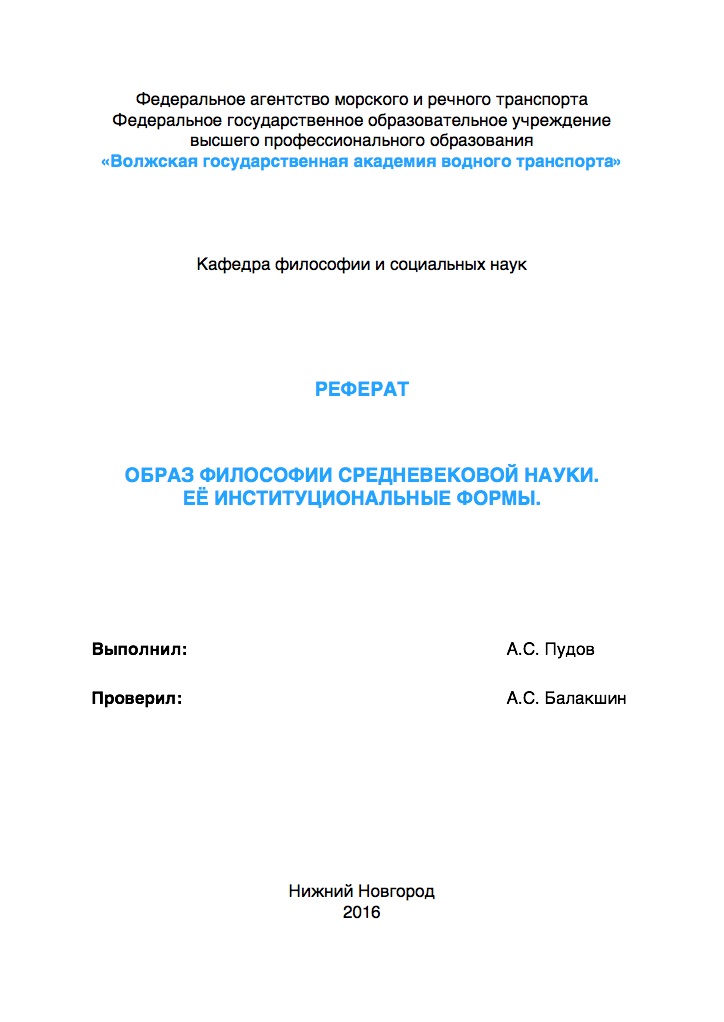 Федеральное агентство морского и речного транспорта
Федеральное государственное образовательное учреждение
высшего профессионального образования
«Волжская государственная академия водного транспорта»
Кафедра философии и социальных наук
РЕФЕРАТ
ОБРАЗ ФИЛОСОФИИ СРЕДНЕВЕКОВОЙ НАУКИ.
ЕЁ ИНСТИТУЦИОНАЛЬНЫЕ ФОРМЫ.
Выполнил: А.С. Пудов
Проверил: А.С. Балакшин
Нижний Новгород
2016